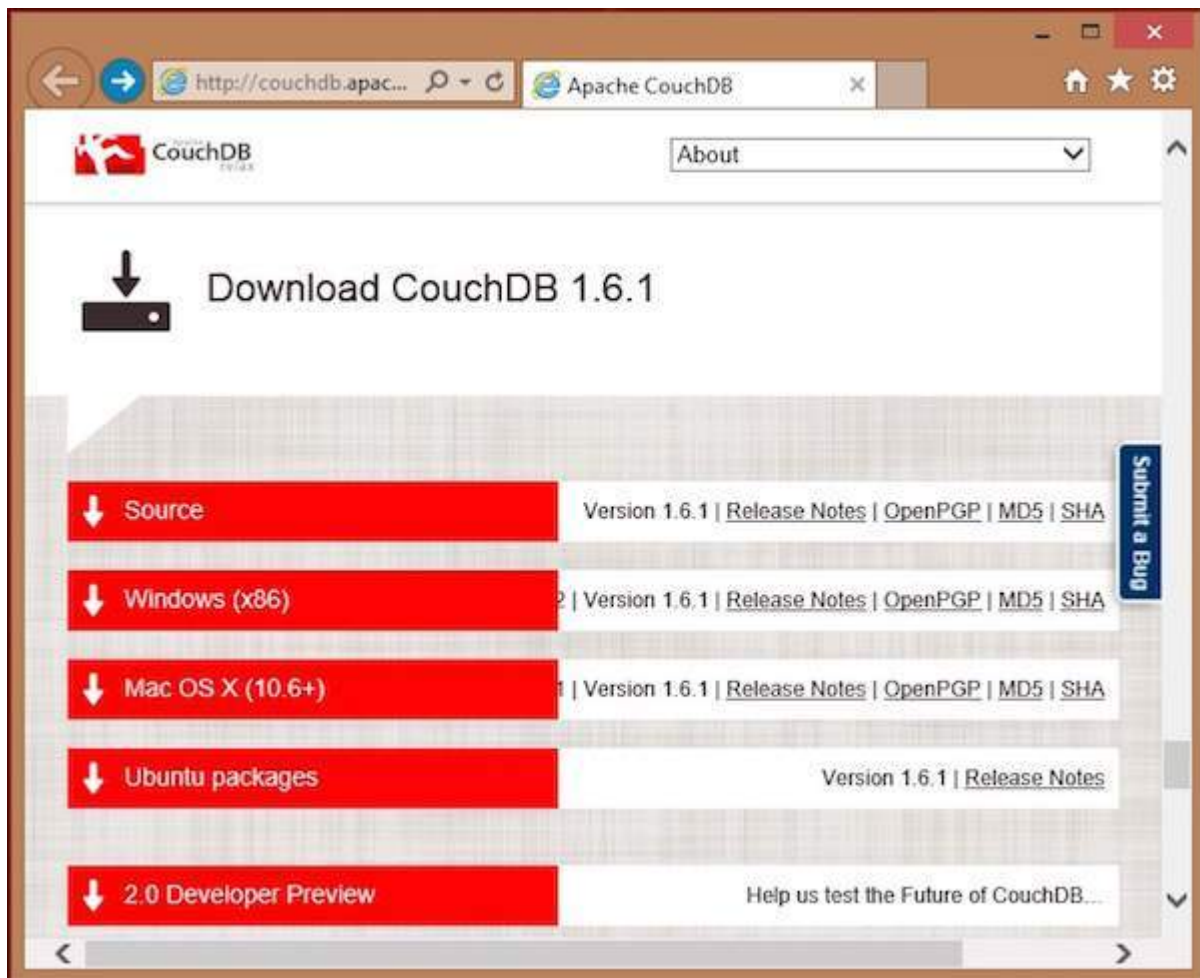 http://couchdb.apac...
Apache CouchDB
CouchDB
relax
About
Download CouchDB 1.6.1
Source
Version 1.6.1 | Release Notes | OpenPGP | MD5 | SHA
Windows (x86)
2 | Version 1.6.1 | Release Notes | OpenPGP | MD5 | SHA
Mac OS X (10.6+)
1 | Version 1.6.1 | Release Notes | OpenPGP | MD5 | SHA
Ubuntu packages
Version 1.6.1 | Release Notes
2.0 Developer Preview
Help us test the Future of CouchDB...
Submit a Bug